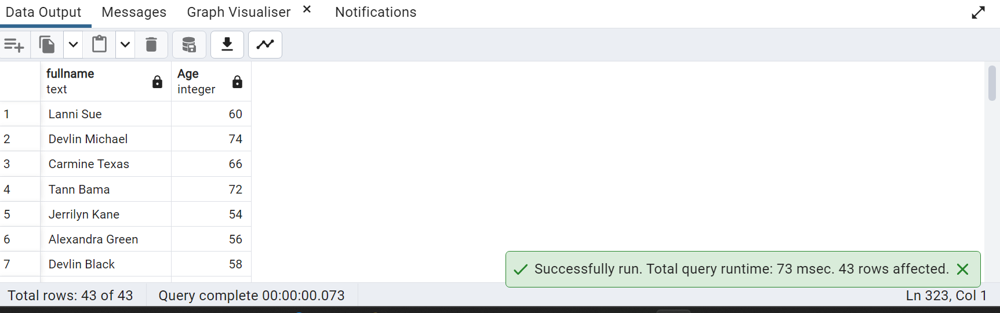 Data Output Messages Graph Visualiser Notifications
fullname Age
text integer
1 Lanni Sue 60
2 Devlin Michael 74
3 Carmine Texas 66
4 Tann Bama 72
5 Jerrilyn Kane 54
6 Alexandra Green 56
7 Devlin Black 58
Successfully run. Total query runtime: 73 msec. 43 rows affected.
Total rows: 43 of 43 Query complete 00:00:00.073 Ln 323, Col 1